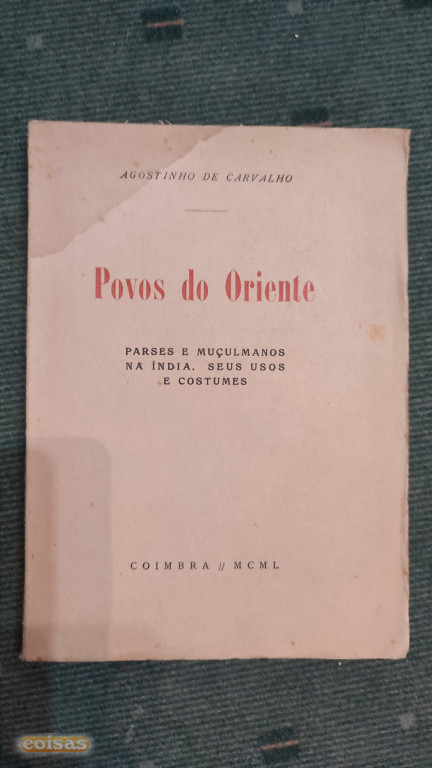 AGOSTINHO DE CARVALHO
Povos do Oriente
PARSES E MUÇULMANOS
NA ÍNDIA. SEUS USOS
E COSTUMES
COIMBRA // MCML
coisas